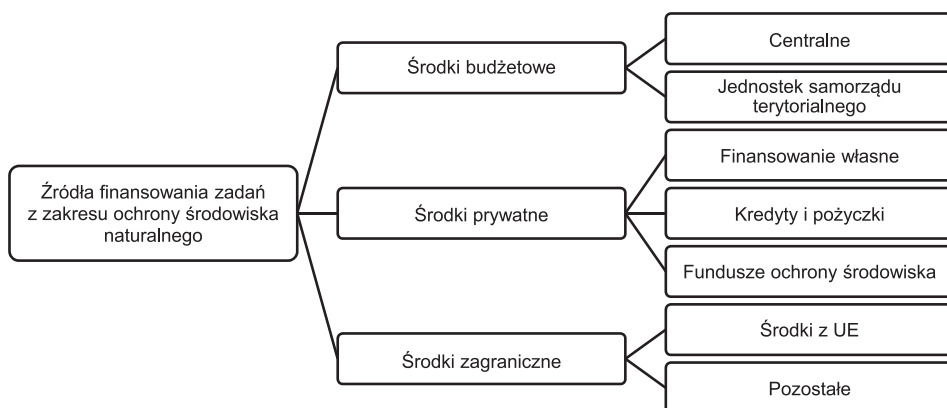 Źródła finansowania zadań
z zakresu ochrony środowiska
naturalnego
Środki budżetowe
Centralne
Jednostek samorządu
terytorialnego
Środki prywatne
Finansowanie własne
Kredyty i pożyczki
Fundusze ochrony środowiska
Środki zagraniczne
Środki z UE
Pozostałe